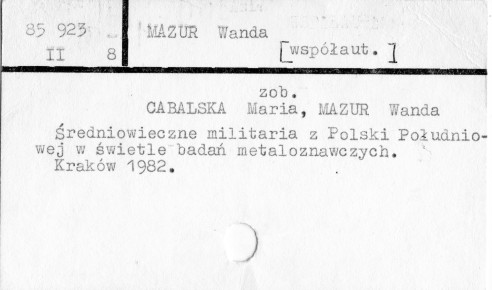 85 923
II 8
MAZUR Wanda
[współaut.]
zob.
CABALSKA Maria, MAZUR Wanda
Średniowieczne militaria z Polski Południo-
wej w świetle badań metaloznawczych.
Kraków 1982.